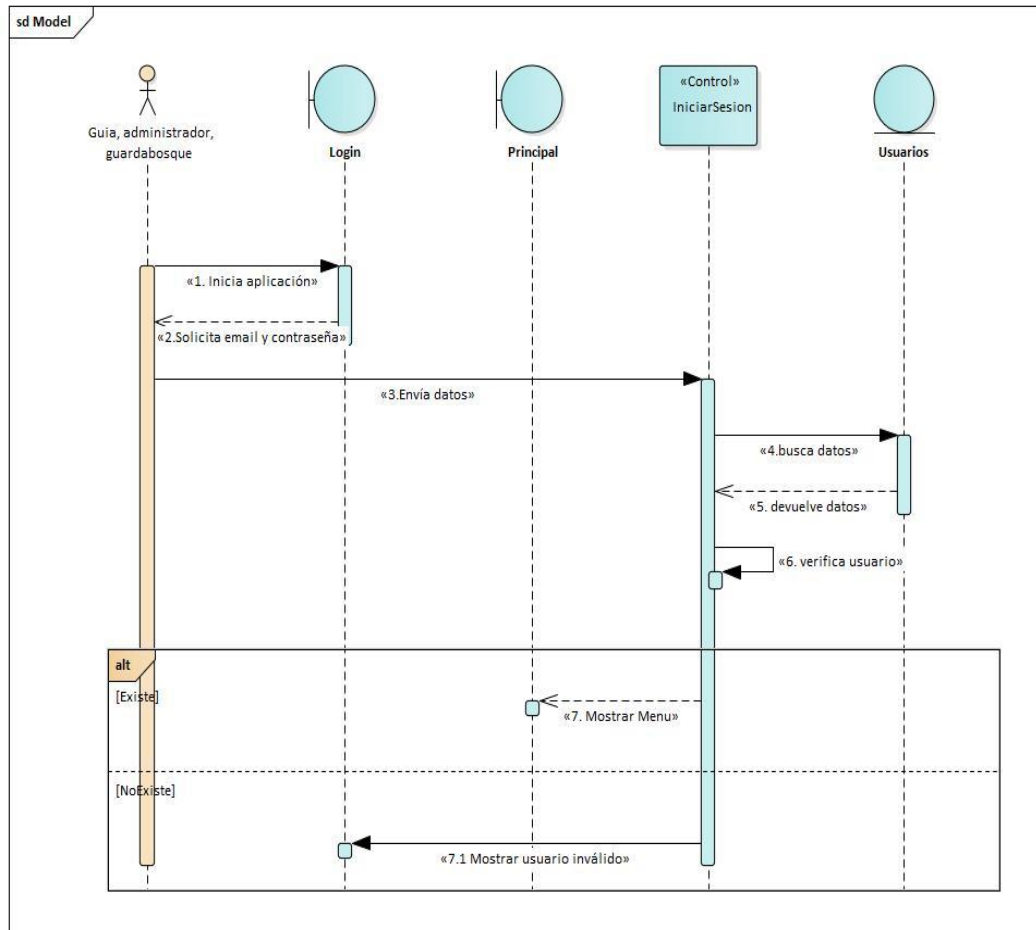 sd Model
Guia, administrador,
guardabosque
Login
Principal
«Control»
IniciarSesion
Usuarios
«1. Inicia aplicación»
«2.Solicita email y contraseña»
«3.Envía datos»
«4.busca datos»
«5. devuelve datos»
«6. verifica usuario»
alt
[Existe]
«7. Mostrar Menu»
[NoExiste]
«7.1 Mostrar usuario inválido»